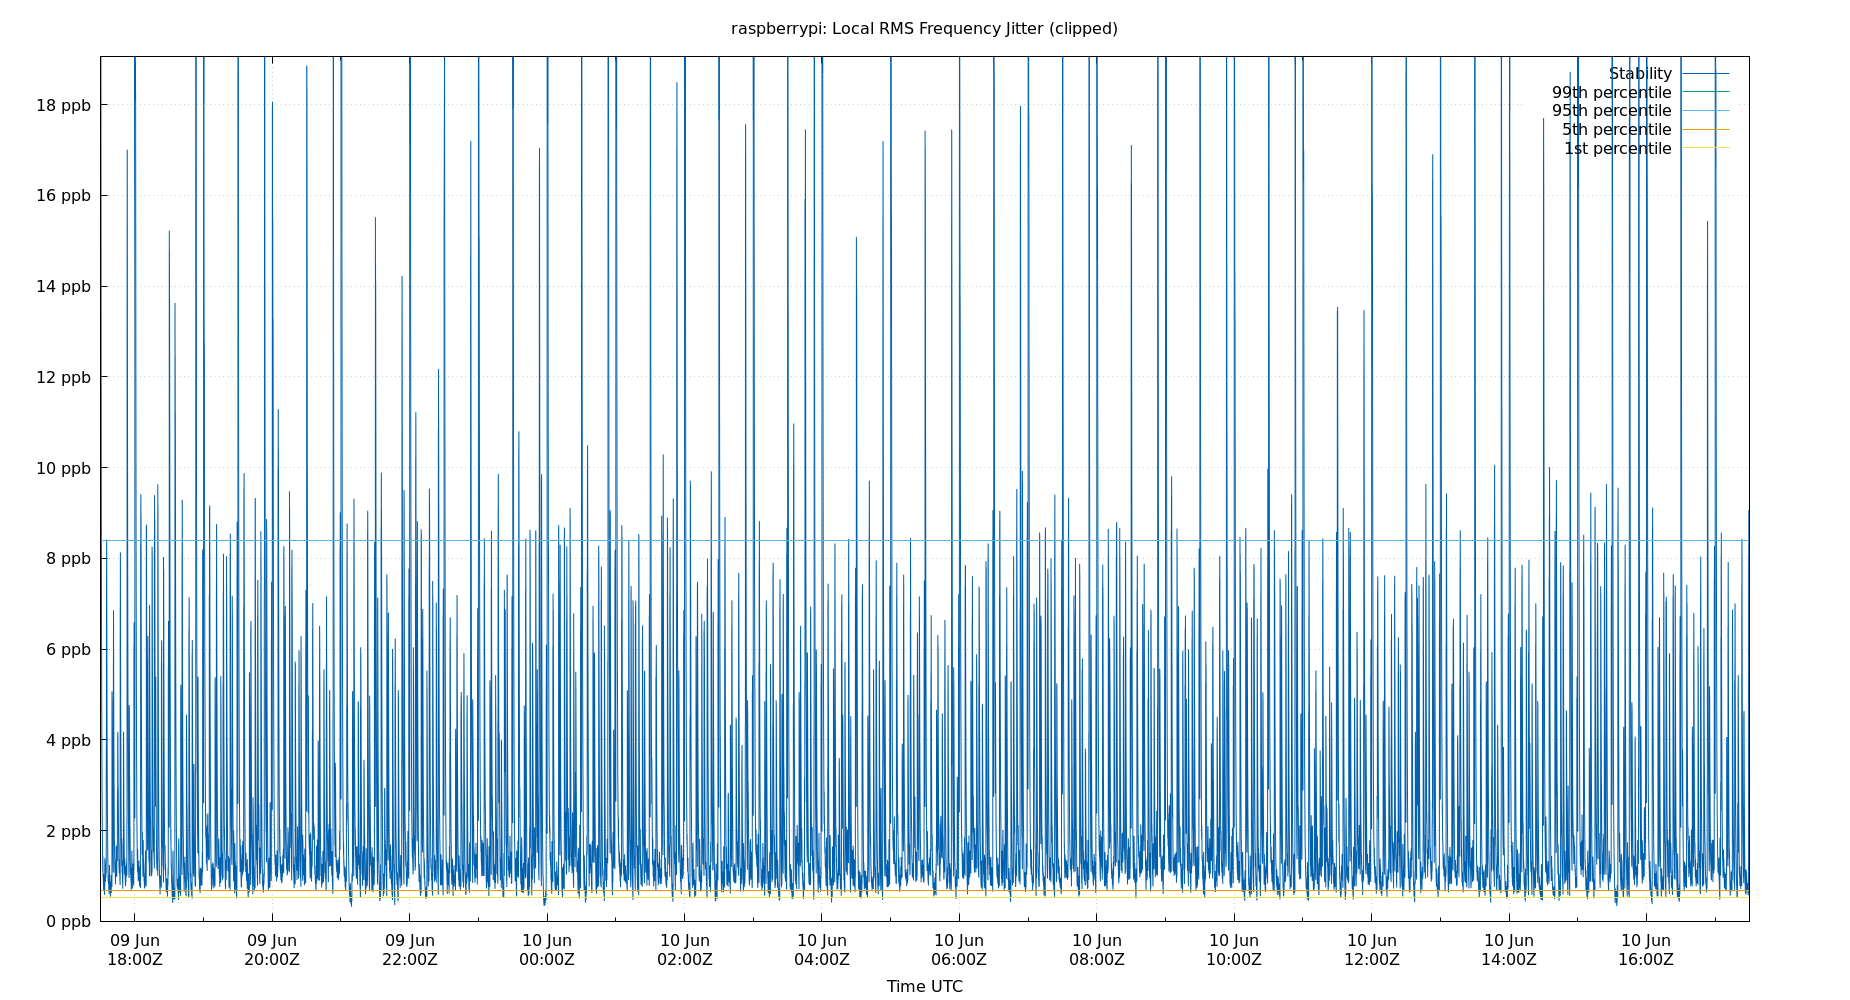 raspberrypi: Local RMS Frequency Jitter (clipped)
Stability
99th percentile
95th percentile
5th percentile
1st percentile
18 ppb
16 ppb
14 ppb
12 ppb
10 ppb
8 ppb
6 ppb
4 ppb
2 ppb
0 ppb
09 Jun 09 Jun 09 Jun 10 Jun 10 Jun 10 Jun 10 Jun 10 Jun 10 Jun 10 Jun 10 Jun 10 Jun
18:00Z 20:00Z 22:00Z 00:00Z 02:00Z 04:00Z 06:00Z 08:00Z 10:00Z 12:00Z 14:00Z 16:00Z
Time UTC